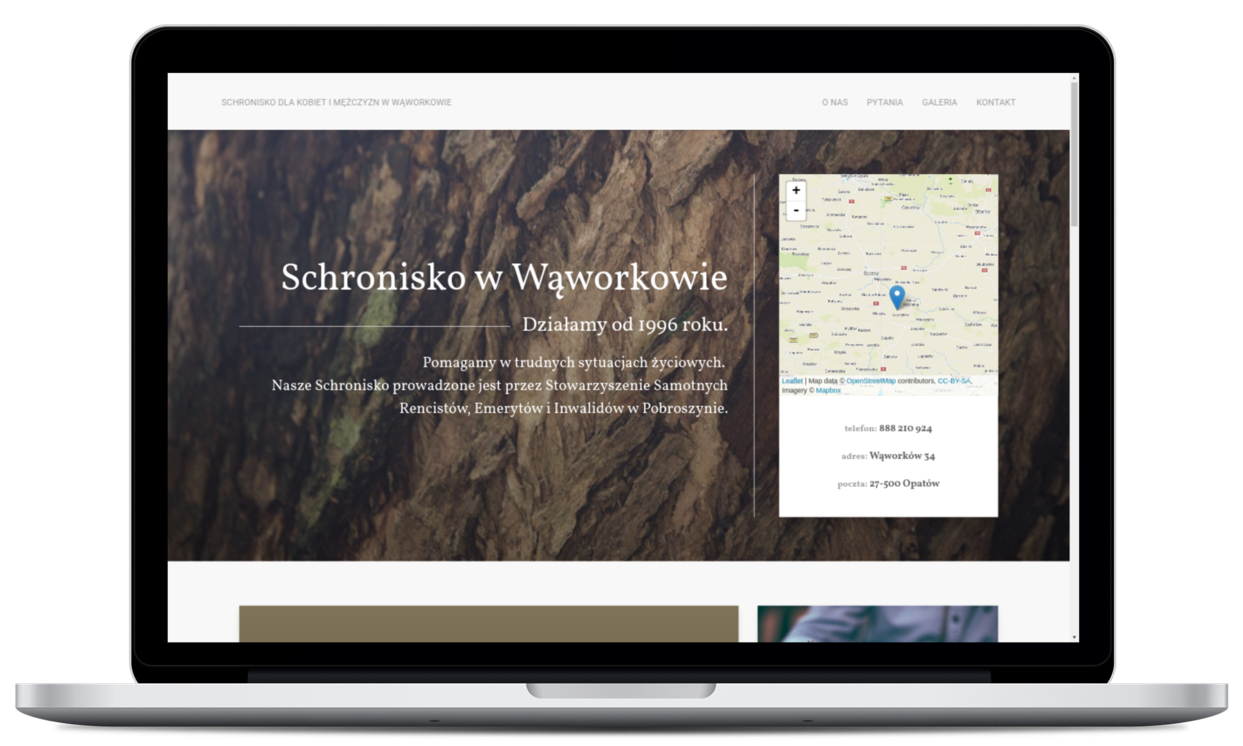 SCHRONISKO DLA KOBIET I MĘŻCZYZN W WĄWORKOWIE
O NAS PYTANIA GALERIA KONTAKT
Schronisko w Wąworkowie
Działamy od 1996 roku.
Pomagamy w trudnych sytuacjach życiowych.
Nasze Schronisko prowadzone jest przez Stowarzyszenie Samotnych
Rencistów, Emerytów i Inwalidów w Pobroszynie.
+
-
Leaflet | Map data © OpenStreetMap contributors, CC-BY-SA,
Imagery © Mapbox
telefon: 888 210 924
adres: Wąworków 34
poczta: 27-500 Opatów